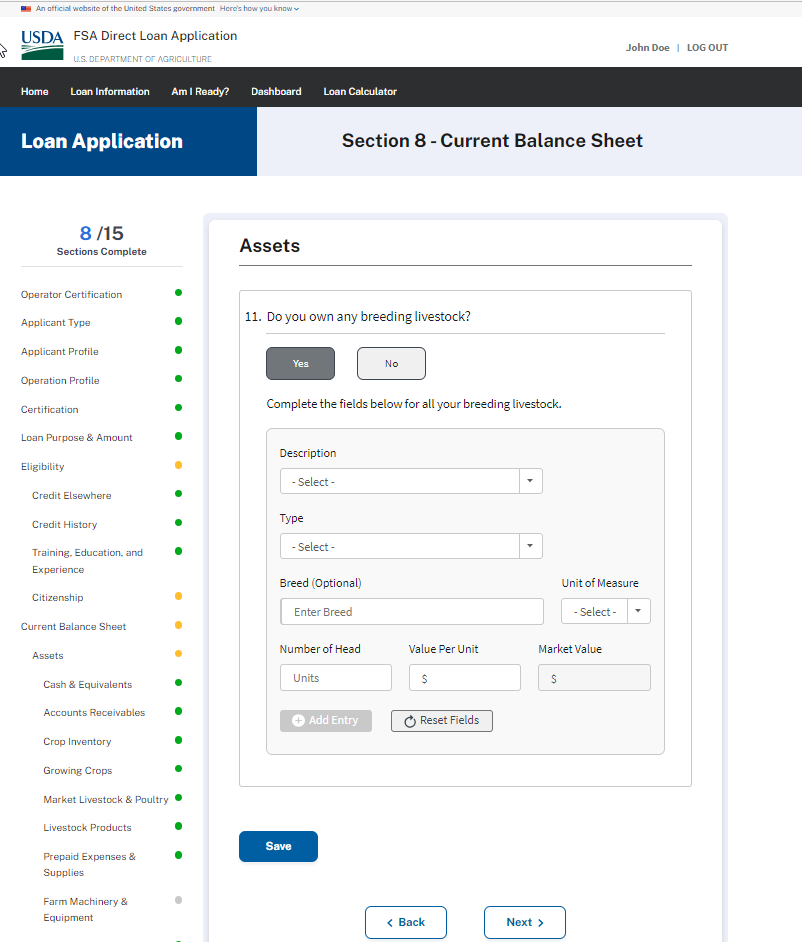 An official website of the United States government Here's how you know
USDA
FSA Direct Loan Application
U.S. DEPARTMENT OF AGRICULTURE
John Doe | LOG OUT
Home Loan Information Am I Ready? Dashboard Loan Calculator
Loan Application
Section 8 - Current Balance Sheet
8 /15
Sections Complete
Operator Certification
Applicant Type
Applicant Profile
Operation Profile
Certification
Loan Purpose & Amount
Eligibility
Credit Elsewhere
Credit History
Training, Education, and
Experience
Citizenship
Current Balance Sheet
Assets
Cash & Equivalents
Accounts Receivables
Crop Inventory
Growing Crops
Market Livestock & Poultry
Livestock Products
Prepaid Expenses &
Supplies
Farm Machinery &
Equipment
Assets
11. Do you own any breeding livestock?
Yes No
Complete the fields below for all your breeding livestock.
Description
- Select -
Type
- Select -
Breed (Optional) Unit of Measure
Enter Breed - Select -
Number of Head Value Per Unit Market Value
Units $ $
Add Entry Reset Fields
Save
Back Next